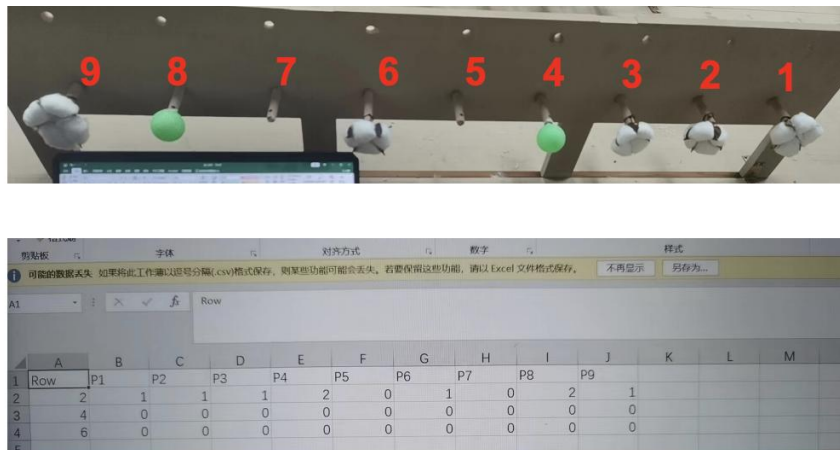 9 8 7 6 5 4 3 2 1
剪贴板 字体 对齐方式 数字 样式
可能的数据丢失 如果将此工作簿以逗号分隔(.csv)格式保存，则某些功能可能会丢失。若要保留这些功能，请以 Excel 文件格式保存。 不再显示 另存为...
A1 fx Row
A B C D E F G H I J K L M
1 Row P1 P2 P3 P4 P5 P6 P7 P8 P9
2 2 1 1 1 2 0 1 0 2 1
3 4 0 0 0 0 0 0 0 0 0
4 6 0 0 0 0 0 0 0 0 0